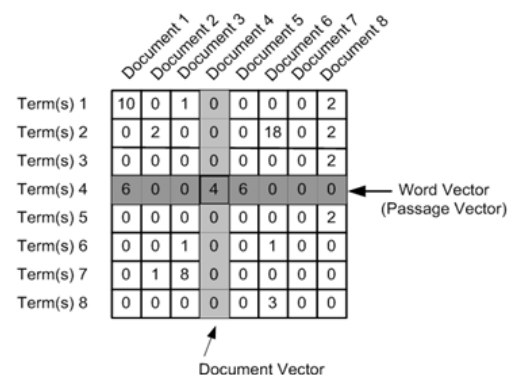 Document 1 Document 2 Document 3 Document 4 Document 5 Document 6 Document 7 Document 8
Term(s) 1 10 0 1 0 0 0 0 2
Term(s) 2 0 2 0 0 0 18 0 2
Term(s) 3 0 0 0 0 0 0 0 2
Term(s) 4 6 0 0 4 6 0 0 0 Word Vector
(Passage Vector)
Term(s) 5 0 0 0 0 0 0 0 2
Term(s) 6 0 0 1 0 0 1 0 0
Term(s) 7 0 1 8 0 0 0 0 0
Term(s) 8 0 0 0 0 0 3 0 0
Document Vector